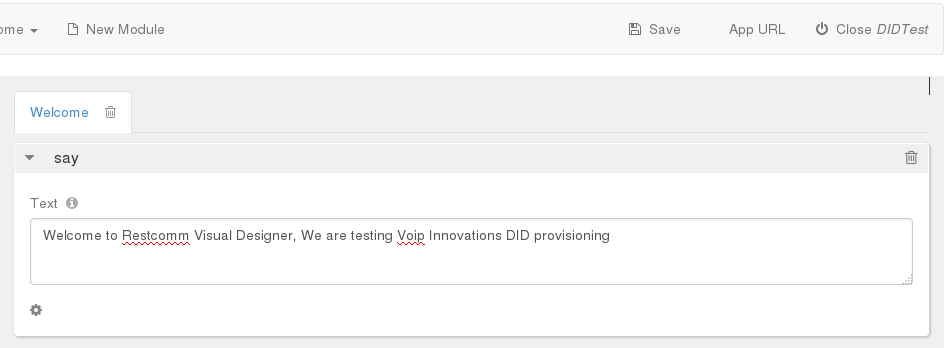 ome New Module Save App URL Close DIDTest
Welcome
say
Text
Welcome to Restcomm Visual Designer, We are testing Voip Innovations DID provisioning